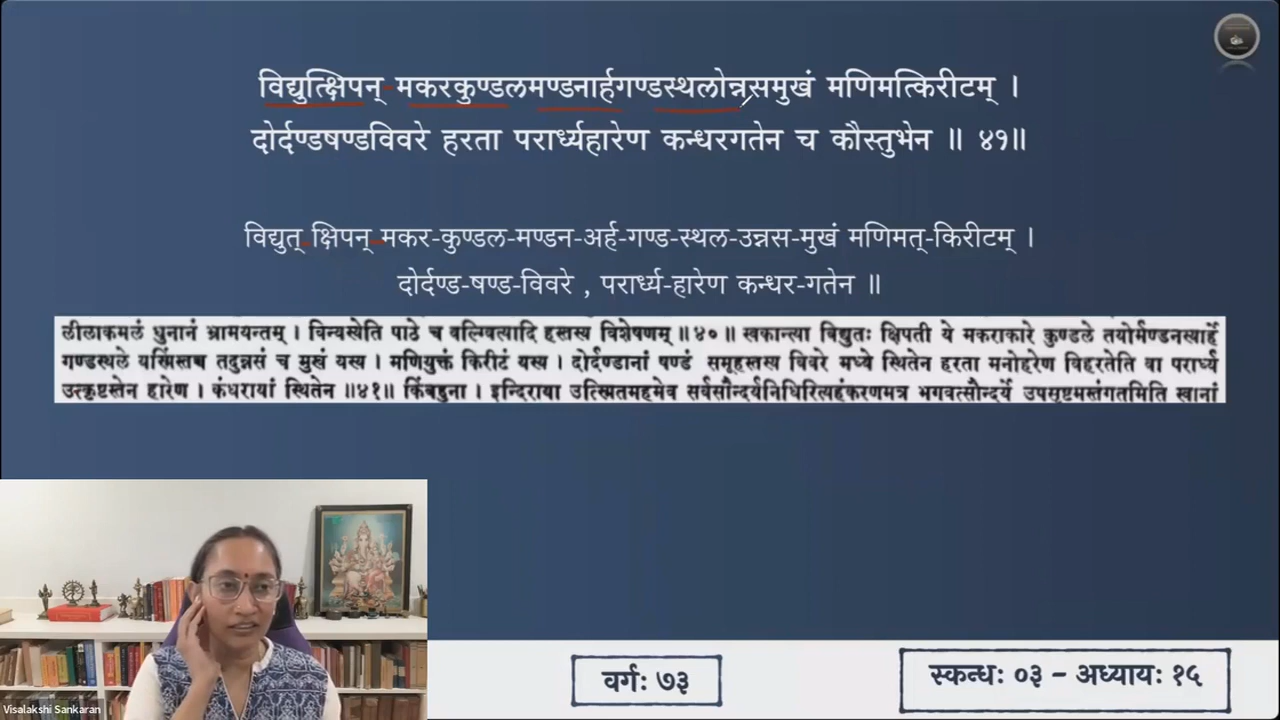 विद्युत्क्षिपन् मकरकुण्डलमण्डनार्हगण्डस्थलोन्नसमुखं मणिमत्किरीटम् ।
दोर्दण्डषण्डविवरे हरता परार्ध्यहारेण कन्धरगतेन च कौस्तुभेन ॥ ४१॥
विद्युत् क्षिपन् मकर-कुण्डल-मण्डन-अर्ह-गण्ड-स्थल-उन्नस-मुखं मणिमत्-किरीटम् ।
दोर्दण्ड-षण्ड-विवरे , परार्ध्य-हारेण कन्धर-गतेन ॥
लीलाकमलं धुनानं भ्रामयन्तम् । विन्यस्येति पाठे च वल्गित्यादि हस्तस्य विशेषणम् ॥४०॥ स्वकान्त्या विद्युतः क्षिपती ये मकराकारे कुण्डले तयोर्मण्डनस्यार्हे
गण्डस्थले यस्मिंस्तच्च तदुन्नसं च मुखं यस्य । मणियुक्तं किरीटं यस्य । दोर्दण्डानां षण्डं समूहस्तस्य विवरे मध्ये स्थितेन हरता मनोहरेण विहरतेति वा परार्ध्य
उत्कृष्टस्तेन हारेण । कंधरायां स्थितेन ॥४१॥ किंबहुना । इन्दिराया उत्स्मितमहमेव सर्वसौन्दर्यनिधिरित्यहंकरणमत्र भगवत्सौन्दर्ये उपसृष्टमस्तंगतमिति स्वानां
Visalakshi Sankaran
वर्गः ७३
स्कन्धः ०३ – अध्यायः १५